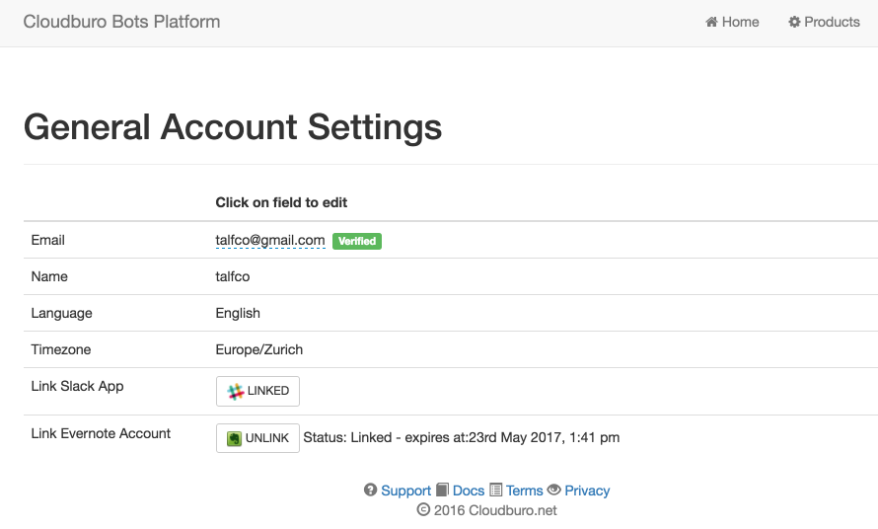 Cloudburo Bots Platform Home Products
General Account Settings
Click on field to edit
Email talfco@gmail.com Verified
Name talfco
Language English
Timezone Europe/Zurich
Link Slack App LINKED
Link Evernote Account UNLINK Status: Linked - expires at:23rd May 2017, 1:41 pm
Support Docs Terms Privacy
© 2016 Cloudburo.net